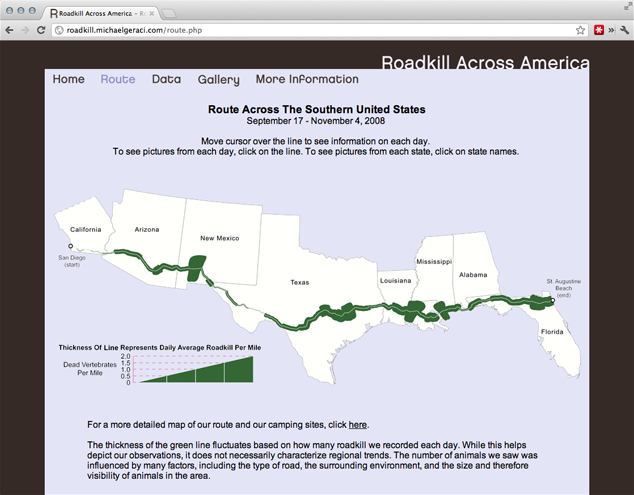 Roadkill Across America – Ro
roadkill.michaelgeraci.com/route.php
Roadkill Across America
Home Route Data Gallery More Information
Route Across The Southern United States
September 17 - November 4, 2008
Move cursor over the line to see information on each day.
To see pictures from each day, click on the line. To see pictures from each state, click on state names.
California
Arizona
New Mexico
Texas
Louisiana
Mississippi
Alabama
Florida
San Diego
(start)
St. Augustine
Beach
(end)
Thickness Of Line Represents Daily Average Roadkill Per Mile
Dead Vertebrates
Per Mile
2.0
1.5
1.0
0.5
0
For a more detailed map of our route and our camping sites, click here.
The thickness of the green line fluctuates based on how many roadkill we recorded each day. While this helps
depict our observations, it does not necessarily characterize regional trends. The number of animals we saw was
influenced by many factors, including the type of road, the surrounding environment, and the size and therefore
visibility of animals in the area.